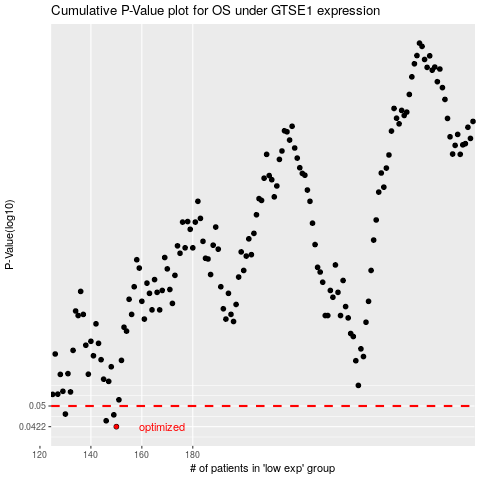 Cumulative P-Value plot for OS under GTSE1 expression
P-Value(log10)
0.05
0.0422
optimized
120 140 160 180
# of patients in 'low exp' group